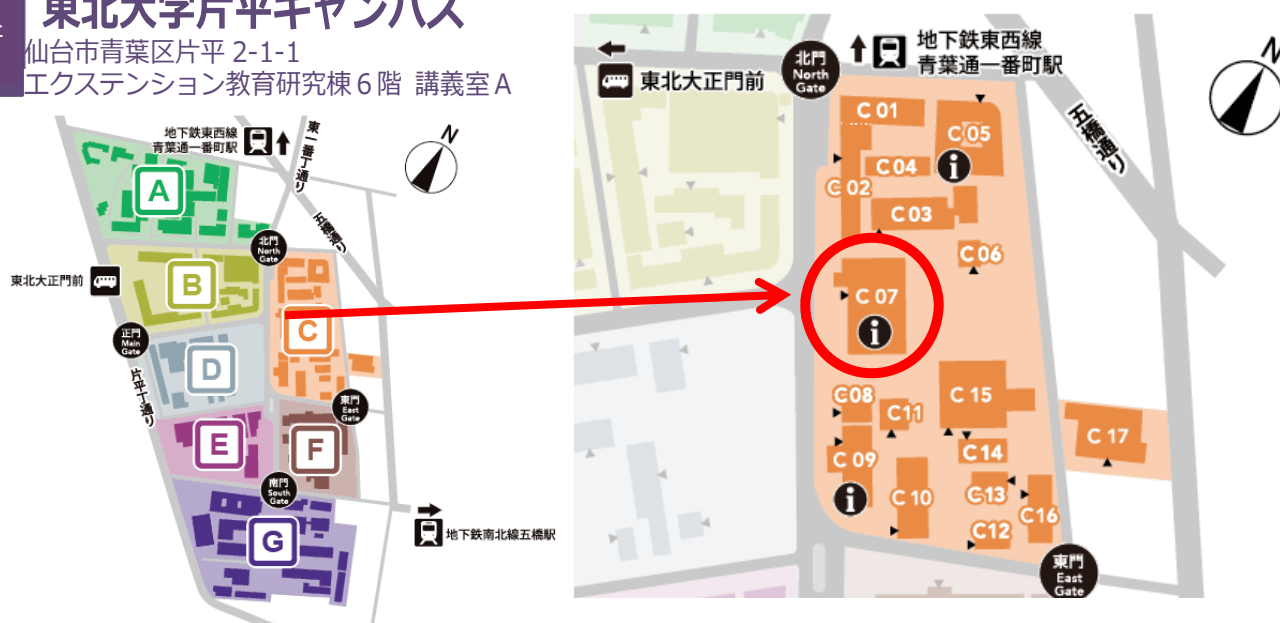 東北大学片平キャンパス
仙台市青葉区片平 2-1-1
エクステンション教育研究棟６階 講義室Ａ
地下鉄東西線
青葉通一番町駅
東一番丁通り
N
A
五橋通り
北門
North
Gate
東北大正門前
B
C
正門
Main
Gate
D
片平丁通り
東門
East
Gate
E
F
南門
South
Gate
G
地下鉄南北線五橋駅
東北大正門前
北門
North
Gate
地下鉄東西線
青葉通一番町駅
五橋通り
N
C 01
C 05
C 04
C 02
C 03
C 06
C 07
C 08
C 11
C 15
C 17
C 09
C 14
C 10
C 13
C 16
C 12
東門
East
Gate